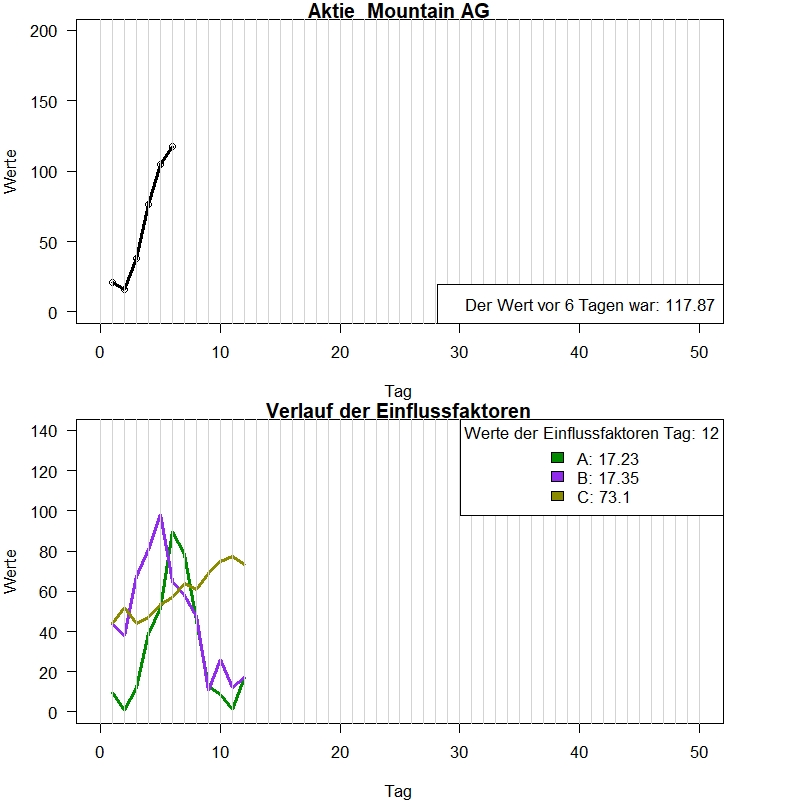 Aktie  Mountain AG
200
150
100
50
0
Werte
Der Wert vor 6 Tagen war: 117.87
0 10 20 30 40 50
Tag
Verlauf der Einflussfaktoren
140
120
100
80
60
40
20
0
Werte
Werte der Einflussfaktoren Tag: 12
A: 17.23
B: 17.35
C: 73.1
0 10 20 30 40 50
Tag